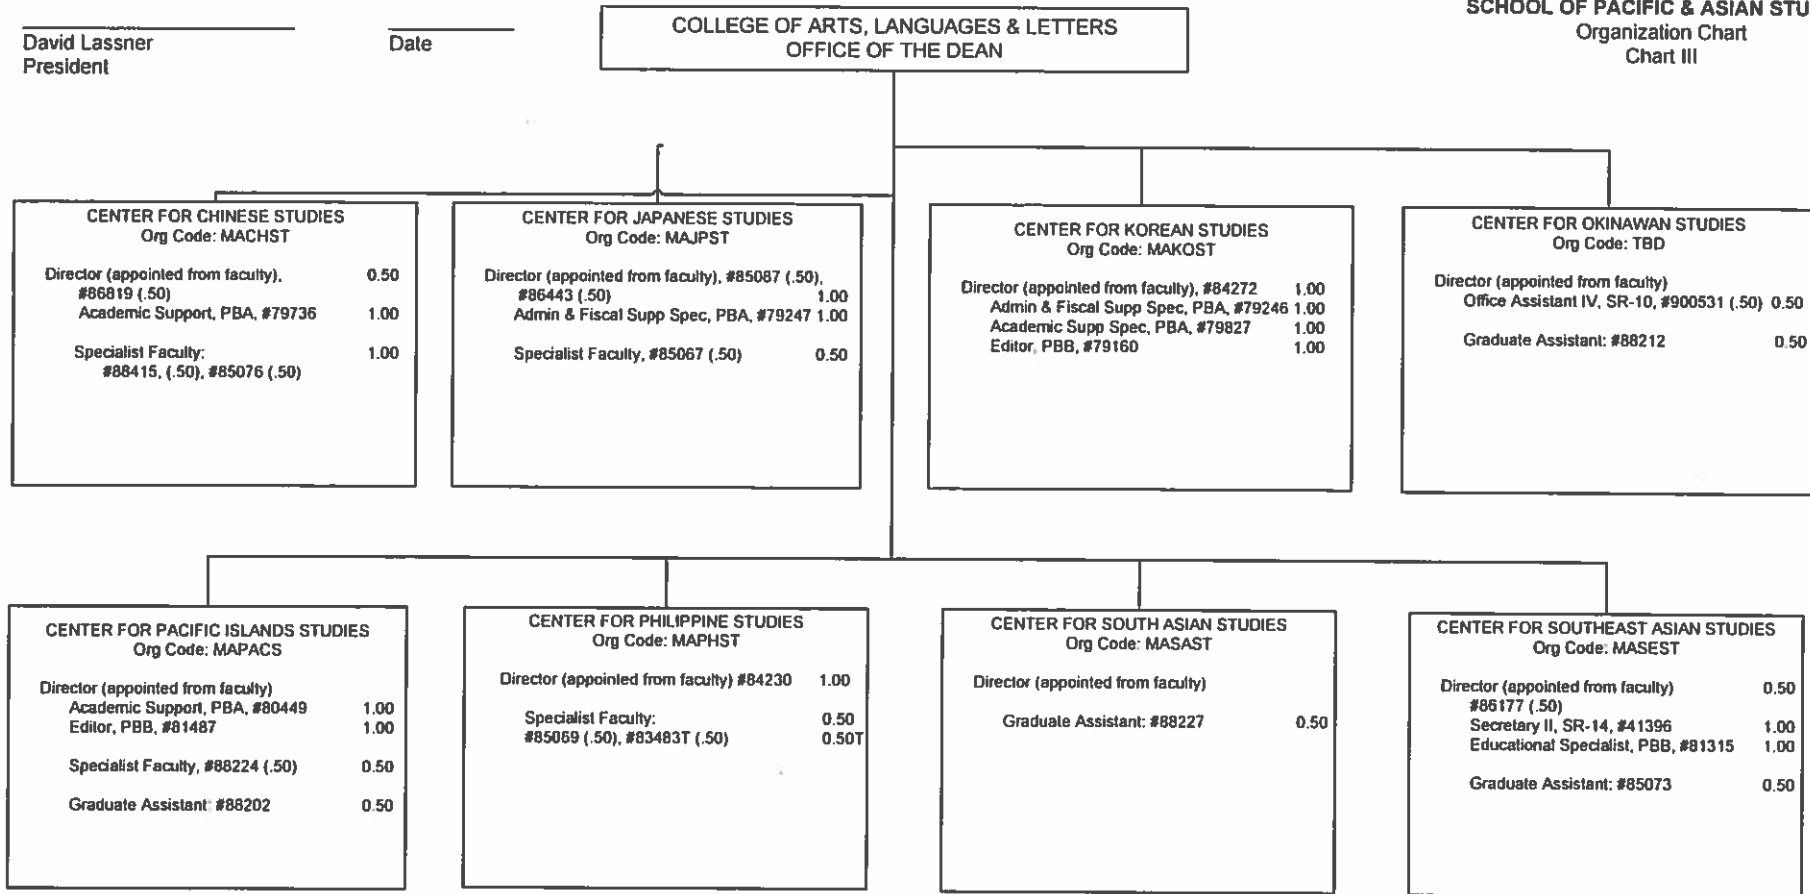 David Lassner
President
Date
COLLEGE OF ARTS, LANGUAGES & LETTERS
OFFICE OF THE DEAN
SCHOOL OF PACIFIC & ASIAN STU
Organization Chart
Chart III
CENTER FOR CHINESE STUDIES
Org Code: MACHST
Director (appointed from faculty), 0.50
#86819 (.50)
Academic Support, PBA, #79736 1.00
Specialist Faculty: 1.00
#88415, (.50), #85076 (.50)
CENTER FOR JAPANESE STUDIES
Org Code: MAJPST
Director (appointed from faculty), #85087 (.50),
#86443 (.50) 1.00
Admin & Fiscal Supp Spec, PBA, #79247 1.00
Specialist Faculty, #85067 (.50) 0.50
CENTER FOR KOREAN STUDIES
Org Code: MAKOST
Director (appointed from faculty), #84272 1.00
Admin & Fiscal Supp Spec, PBA, #79246 1.00
Academic Supp Spec, PBA, #79827 1.00
Editor, PBB, #79160 1.00
CENTER FOR OKINAWAN STUDIES
Org Code: TBD
Director (appointed from faculty)
Office Assistant IV, SR-10, #900531 (.50) 0.50
Graduate Assistant: #88212 0.50
CENTER FOR PACIFIC ISLANDS STUDIES
Org Code: MAPACS
Director (appointed from faculty)
Academic Support, PBA, #80449 1.00
Editor, PBB, #81487 1.00
Specialist Faculty, #88224 (.50) 0.50
Graduate Assistant: #88202 0.50
CENTER FOR PHILIPPINE STUDIES
Org Code: MAPHST
Director (appointed from faculty) #84230 1.00
Specialist Faculty: 0.50
#85069 (.50), #83483T (.50) 0.50T
CENTER FOR SOUTH ASIAN STUDIES
Org Code: MASAST
Director (appointed from faculty)
Graduate Assistant: #88227 0.50
CENTER FOR SOUTHEAST ASIAN STUDIES
Org Code: MASEST
Director (appointed from faculty) 0.50
#86177 (.50)
Secretary II, SR-14, #41396 1.00
Educational Specialist, PBB, #81315 1.00
Graduate Assistant: #85073 0.50